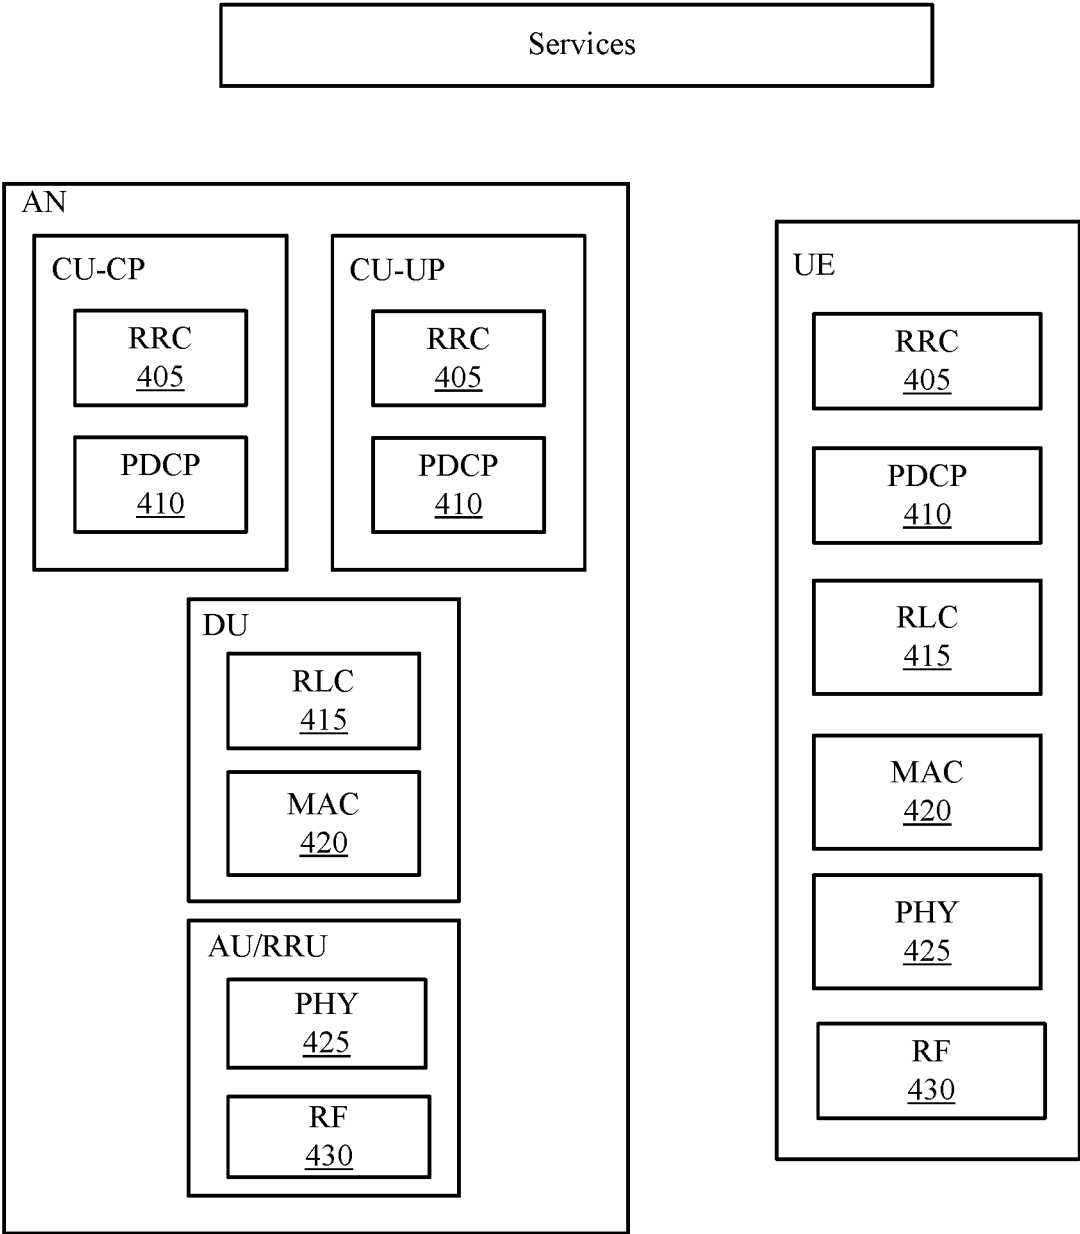 Services
AN
CU-CP
RRC
405
PDCP
410
CU-UP
RRC
405
PDCP
410
DU
RLC
415
MAC
420
AU/RRU
PHY
425
RF
430
UE
RRC
405
PDCP
410
RLC
415
MAC
420
PHY
425
RF
430